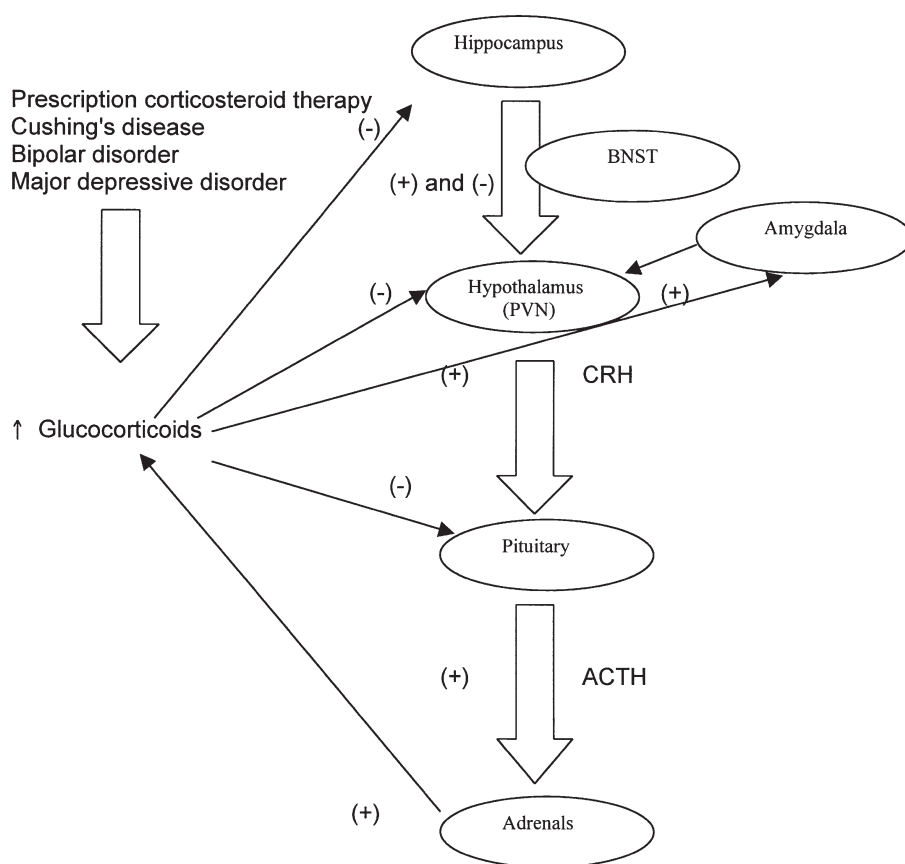 Hippocampus
Prescription corticosteroid therapy
Cushing's disease
Bipolar disorder
Major depressive disorder
(-)
BNST
(+) and (-)
Amygdala
Hypothalamus
(PVN)
(-)
(+)
(+)
CRH
↑ Glucocorticoids
(-)
Pituitary
(+)
ACTH
(+)
Adrenals